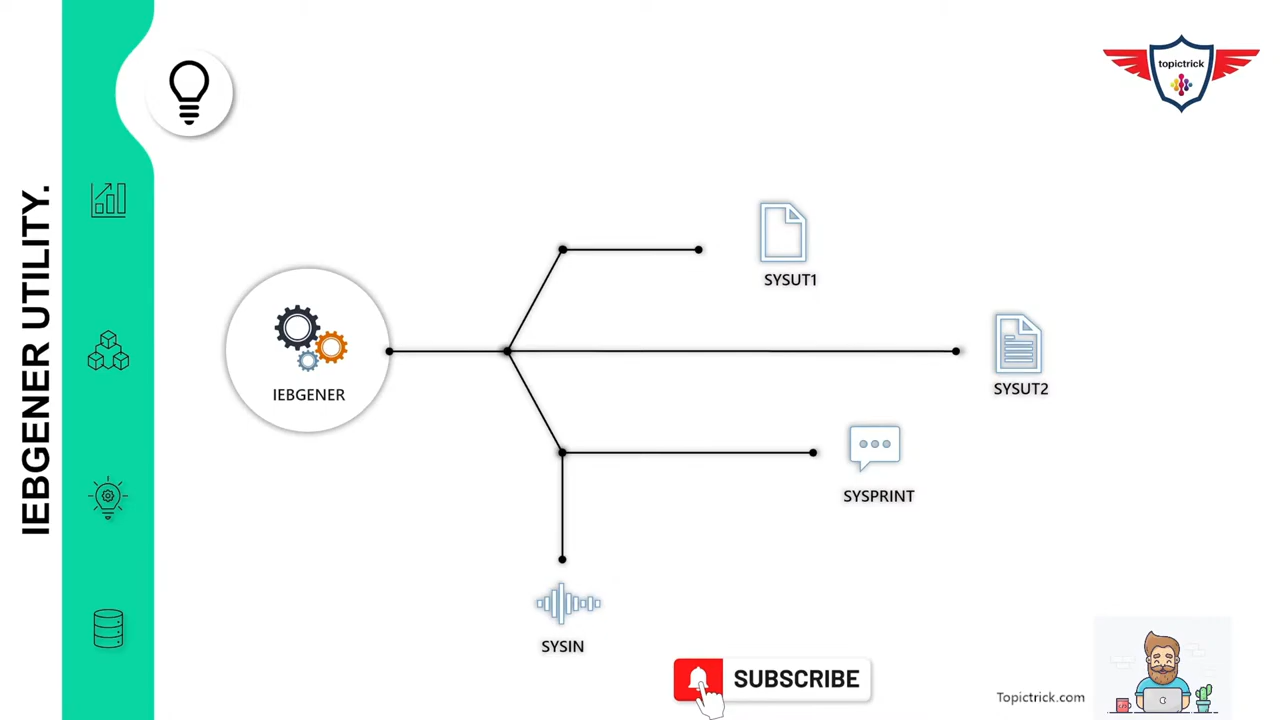 IEBGENER UTILITY.
topictrick
SYSUT1
SYSUT2
IEBGENER
SYSPRINT
SYSIN
SUBSCRIBE
Topictrick.com